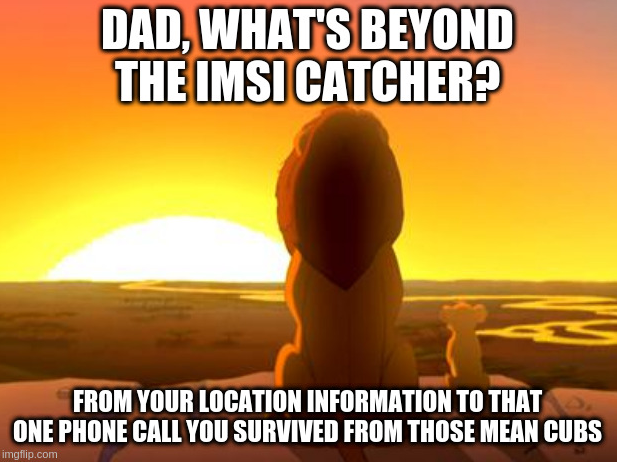 DAD, WHAT'S BEYOND
THE IMSI CATCHER?
FROM YOUR LOCATION INFORMATION TO THAT
ONE PHONE CALL YOU SURVIVED FROM THOSE MEAN CUBS
imgflip.com